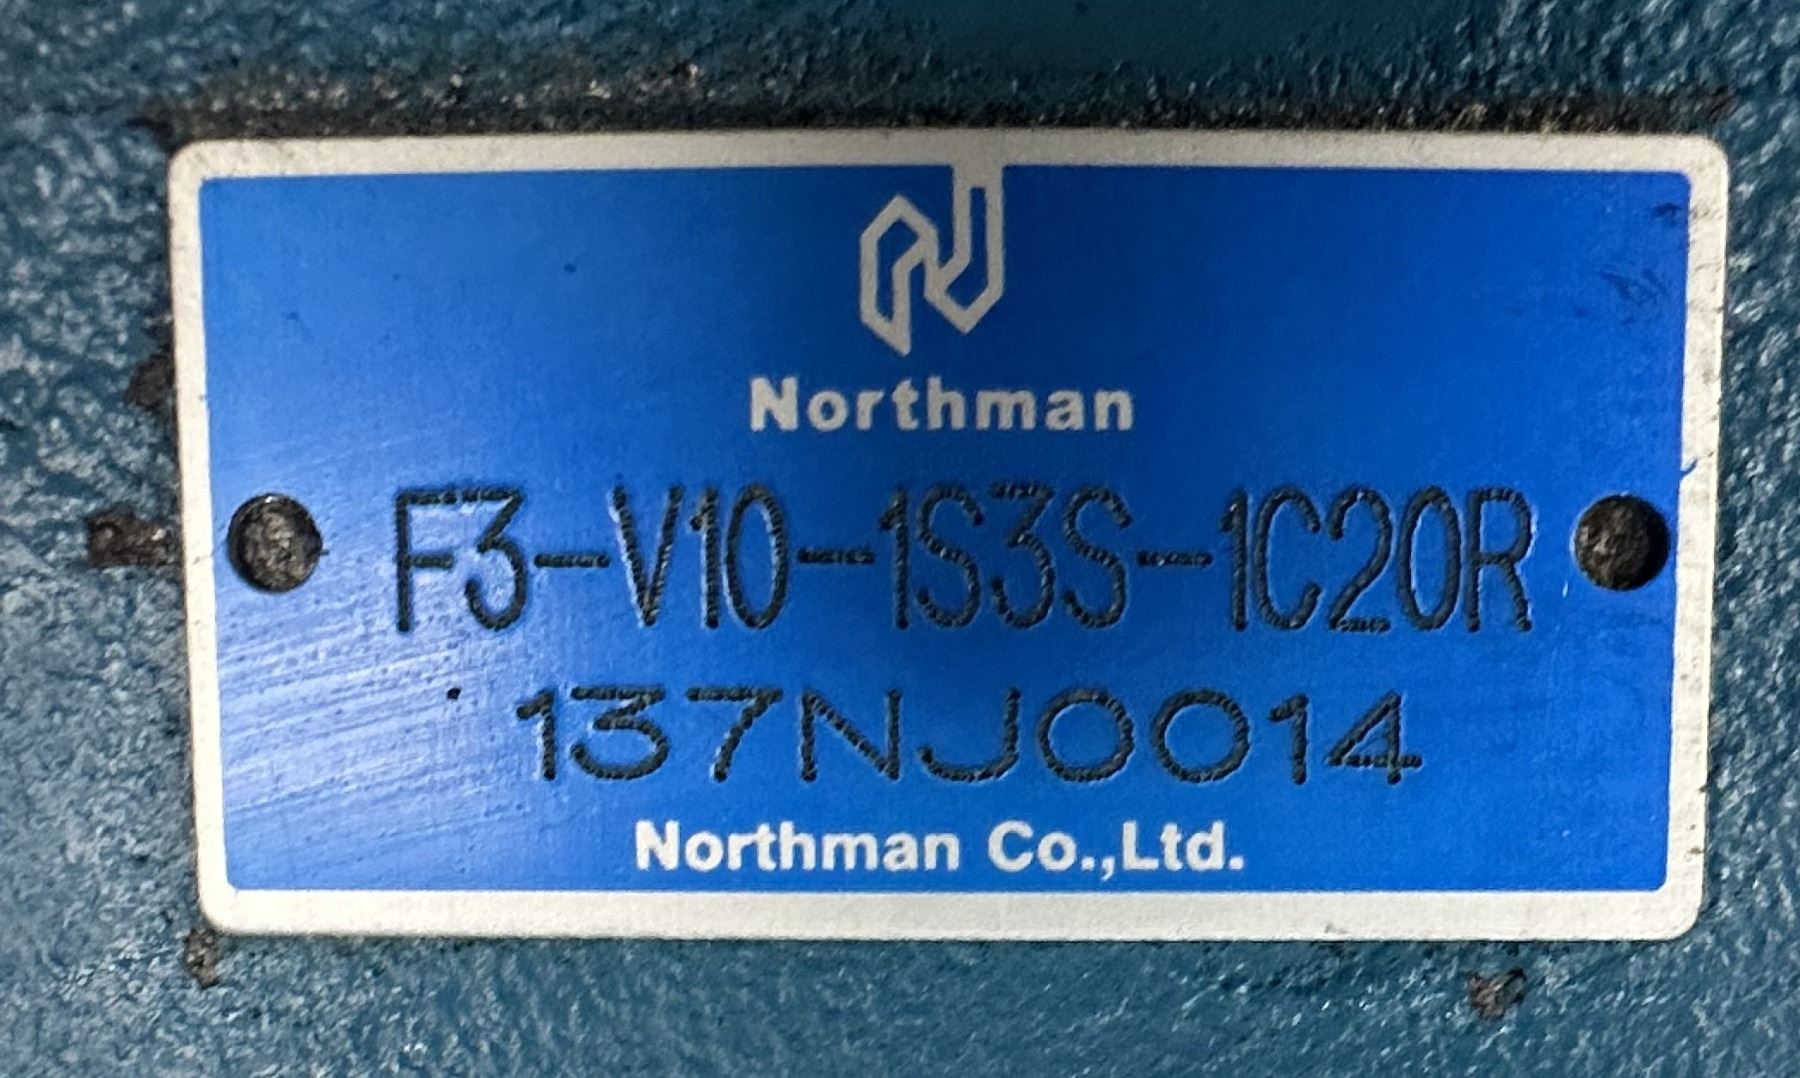 Northman
F3-V10-1S3S-1C20R
137NJ0014
Northman Co.,Ltd.